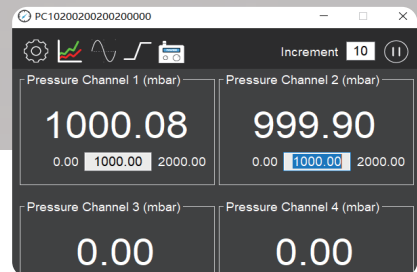 PC10200200200200000
Increment 10
Pressure Channel 1 (mbar)
1000.08
0.00 1000.00 2000.00
Pressure Channel 2 (mbar)
999.90
0.00 1000.00 2000.00
Pressure Channel 3 (mbar)
0.00
Pressure Channel 4 (mbar)
0.00